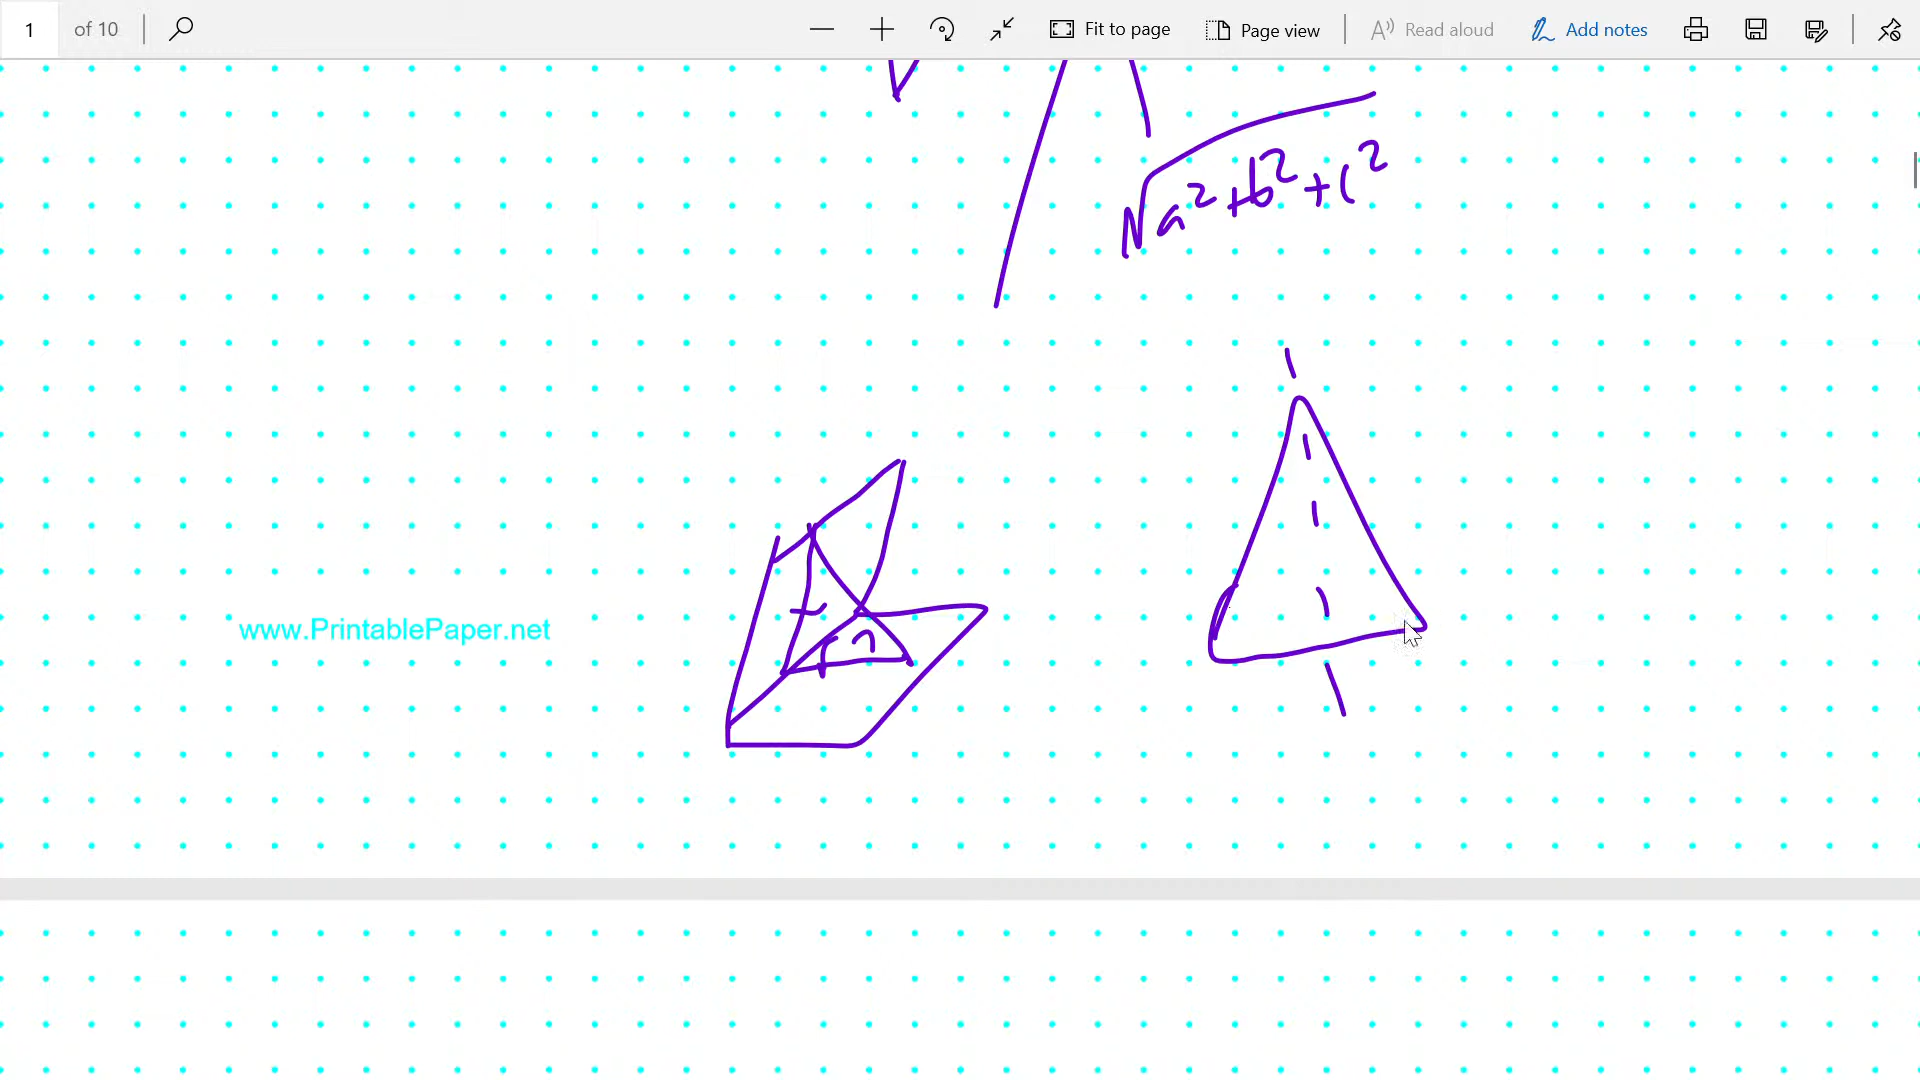 1 of 10 Fit to page Page view Read aloud Add notes
√a²+b²+c²
www.PrintablePaper.net